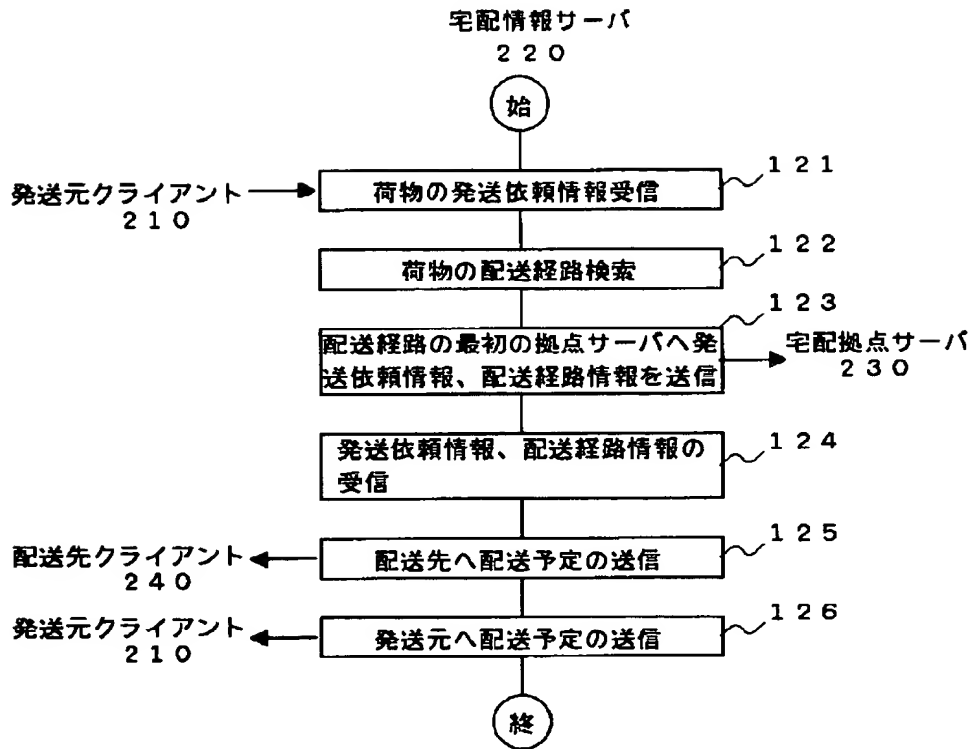 宅配情報サーバ
２２０
始
１２１
発送元クライアント
２１０
荷物の発送依頼情報受信
１２２
荷物の配送経路検索
１２３
配送経路の最初の拠点サーバへ発
送依頼情報、配送経路情報を送信
宅配拠点サーバ
２３０
１２４
発送依頼情報、配送経路情報の
受信
１２５
配送先クライアント
２４０
配送先へ配送予定の送信
１２６
発送元クライアント
２１０
発送元へ配送予定の送信
終